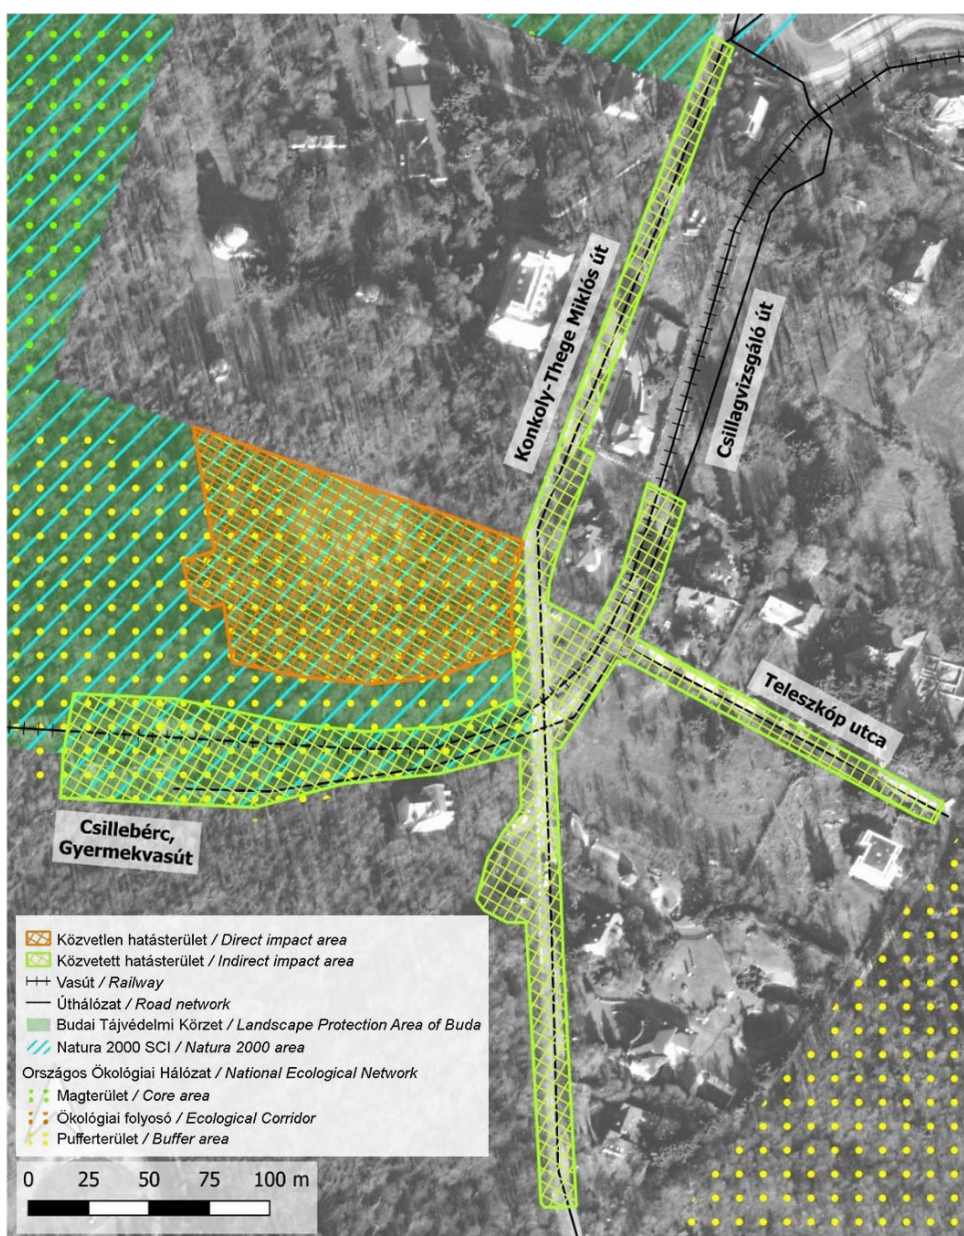 Konkoly-Thege Miklós út
Csillagvizsgáló út
Teleszkóp utca
Csillebérc,
Gyermekvasút
Közvetlen hatásterület / Direct impact area
Közvetett hatásterület / Indirect impact area
Vasút / Railway
Úthálózat / Road network
Budai Tájvédelmi Körzet / Landscape Protection Area of Buda
Natura 2000 SCI / Natura 2000 area
Országos Ökológiai Hálózat / National Ecological Network
Magterület / Core area
Ökológiai folyosó / Ecological Corridor
Puffertterület / Buffer area
0 25 50 75 100 m